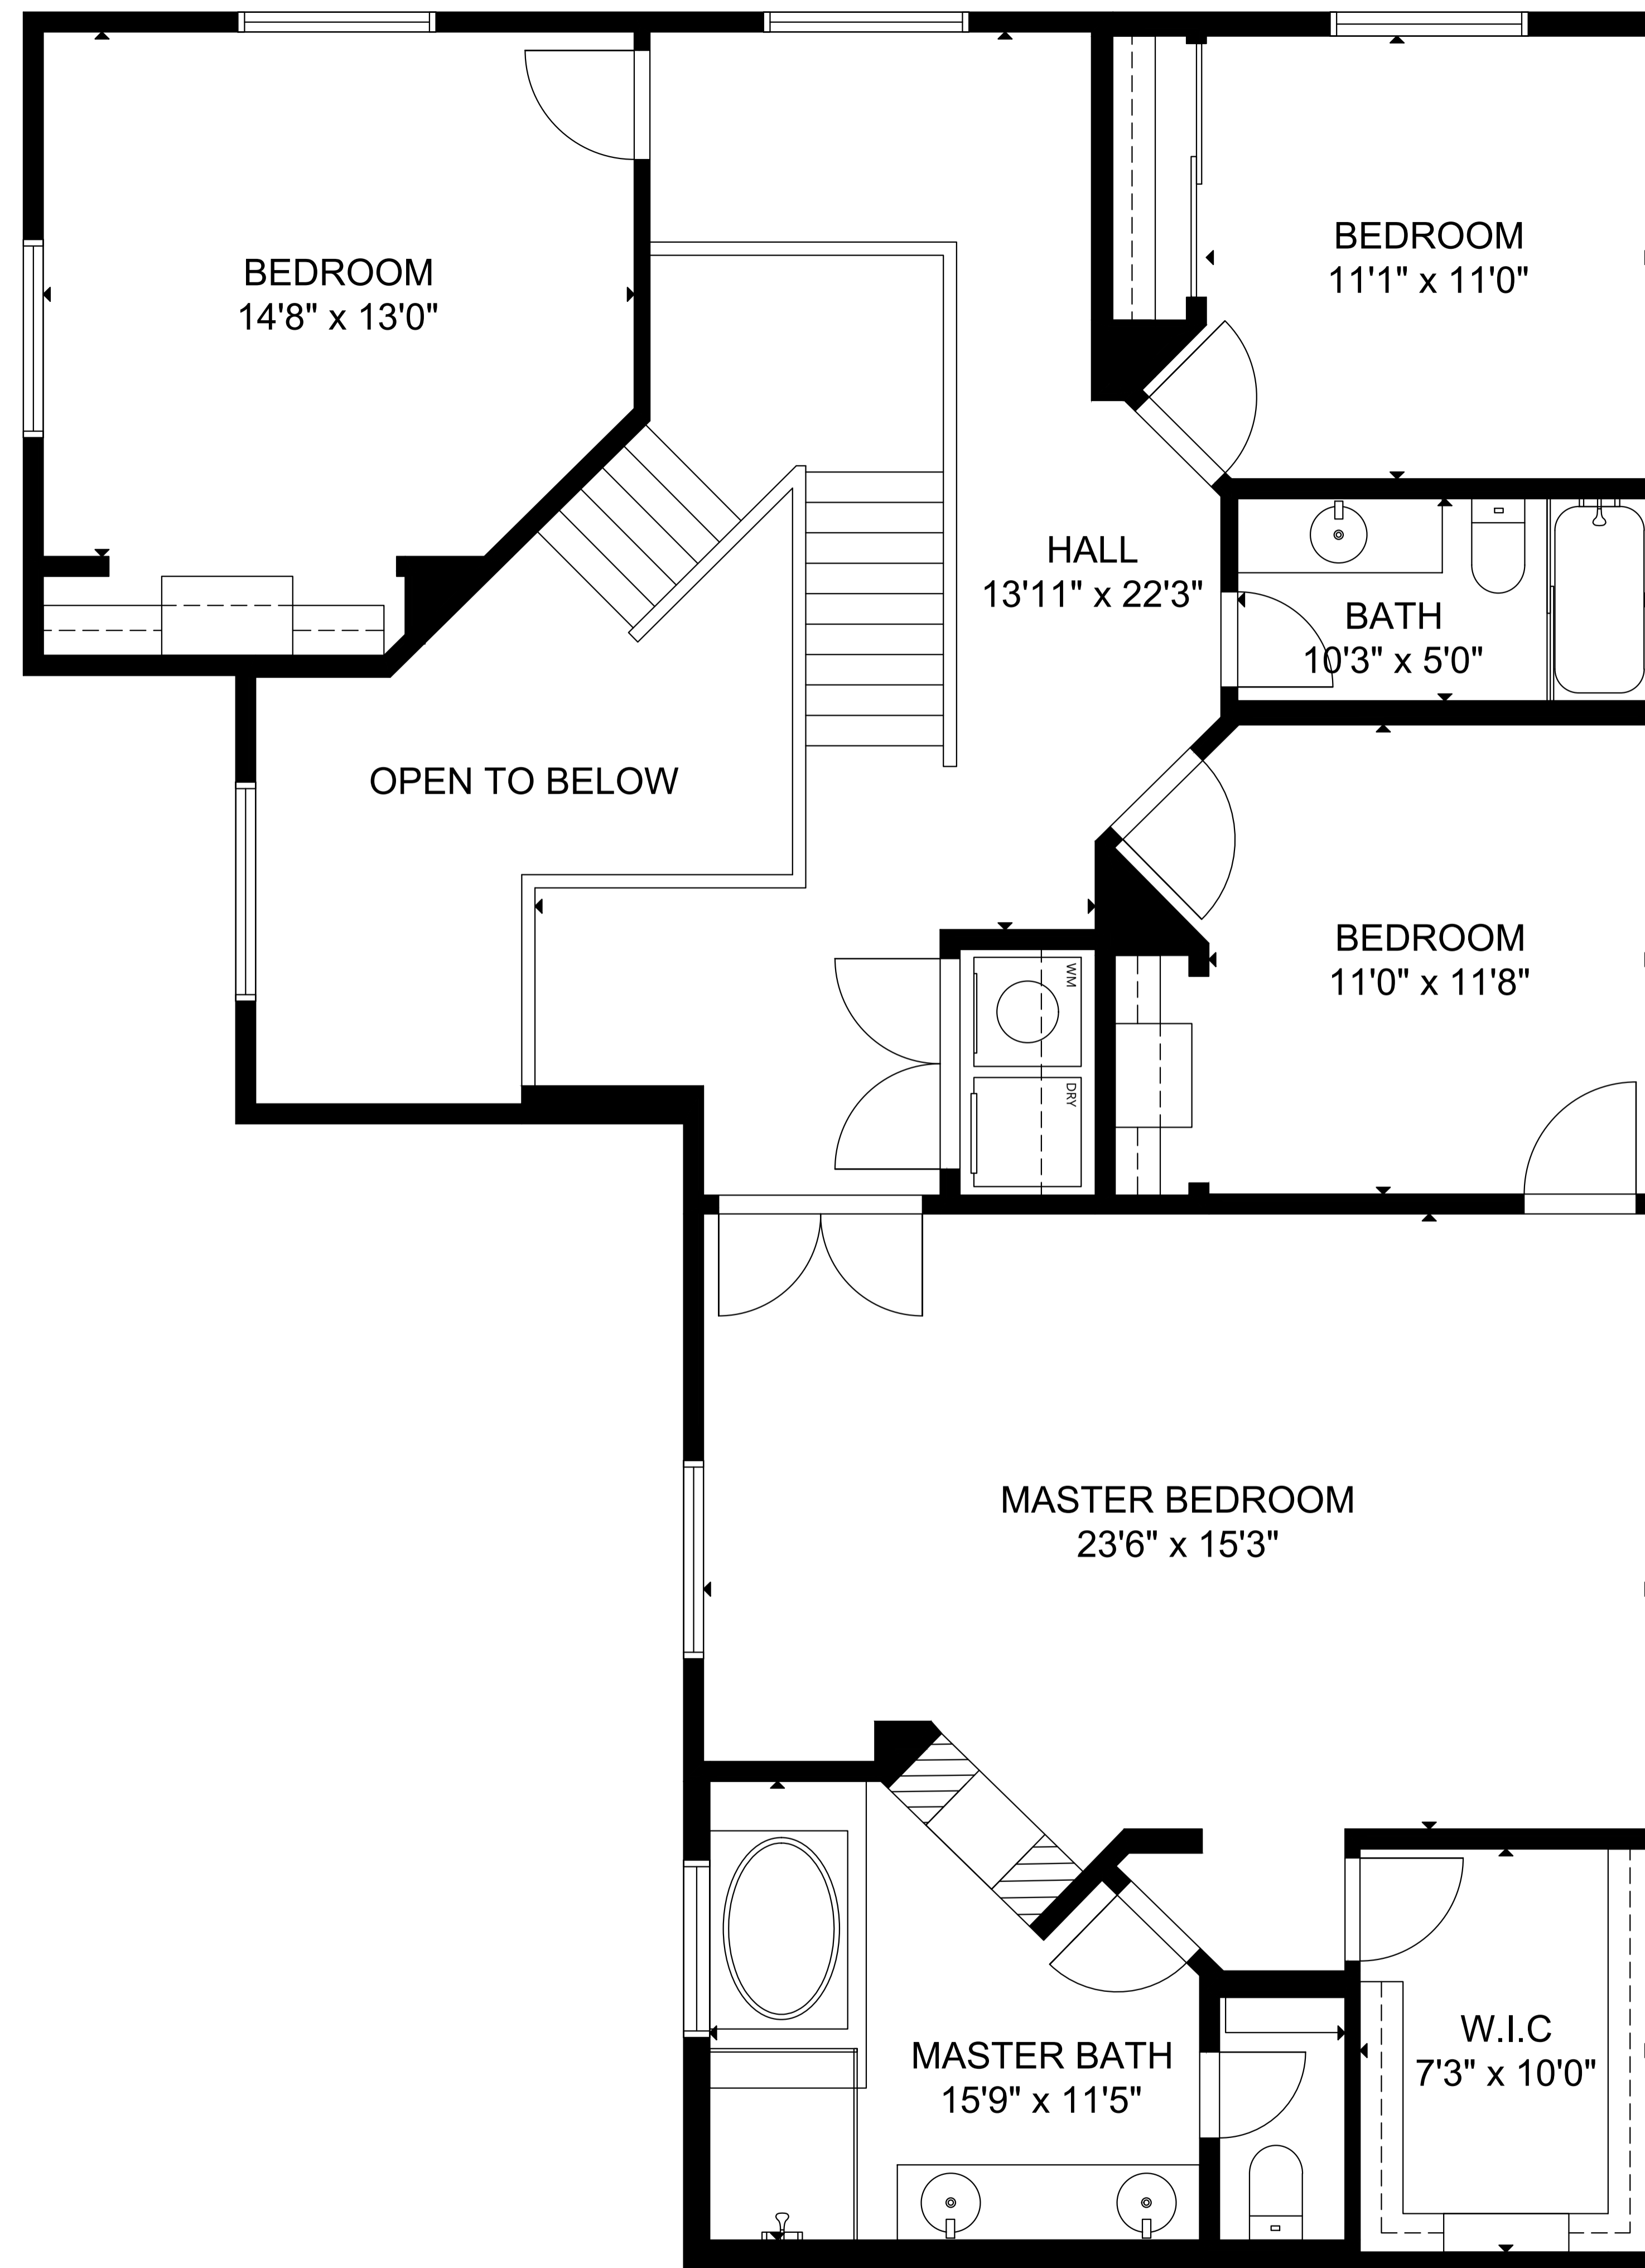 BEDROOM
14'8" x 13'0"
BEDROOM
11'1" x 11'0"
HALL
13'11" x 22'3"
BATH
10'3" x 5'0"
OPEN TO BELOW
BEDROOM
11'0" x 11'8"
WM
DRY
MASTER BEDROOM
23'6" x 15'3"
MASTER BATH
15'9" x 11'5"
W.I.C
7'3" x 10'0"